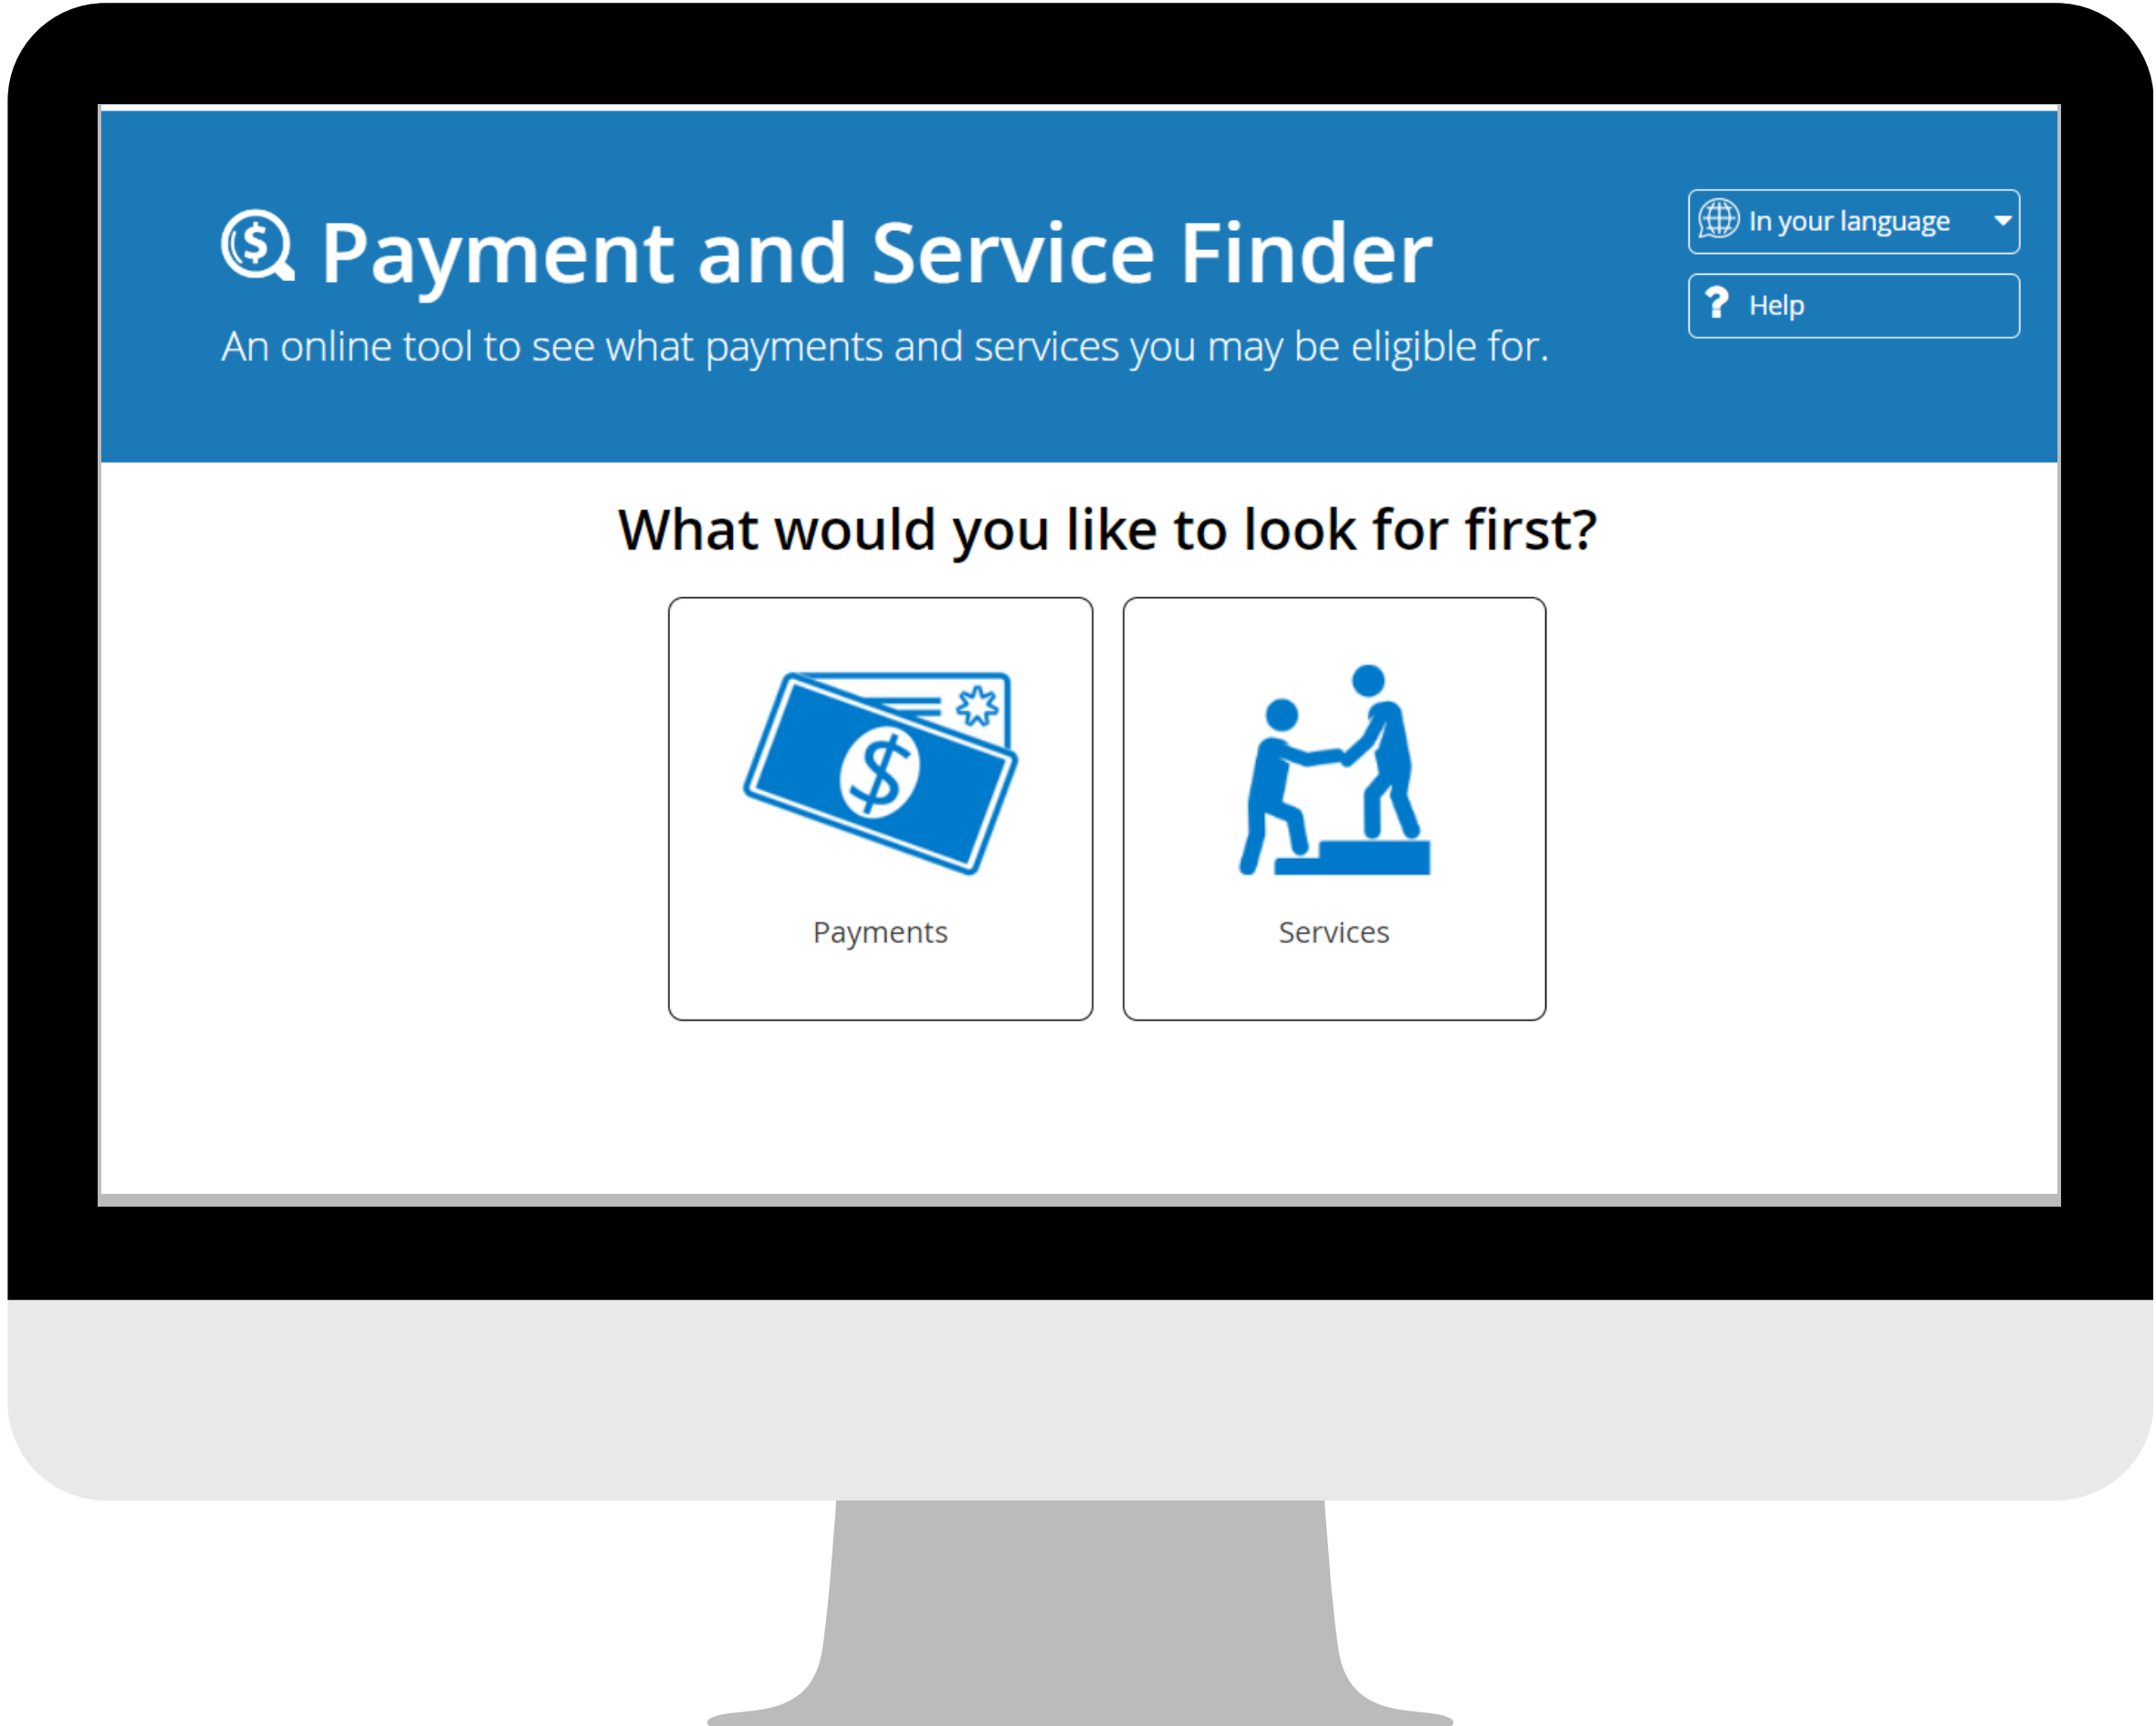 Payment and Service Finder
An online tool to see what payments and services you may be eligible for.
In your language
? Help
What would you like to look for first?
$
Payments
Services